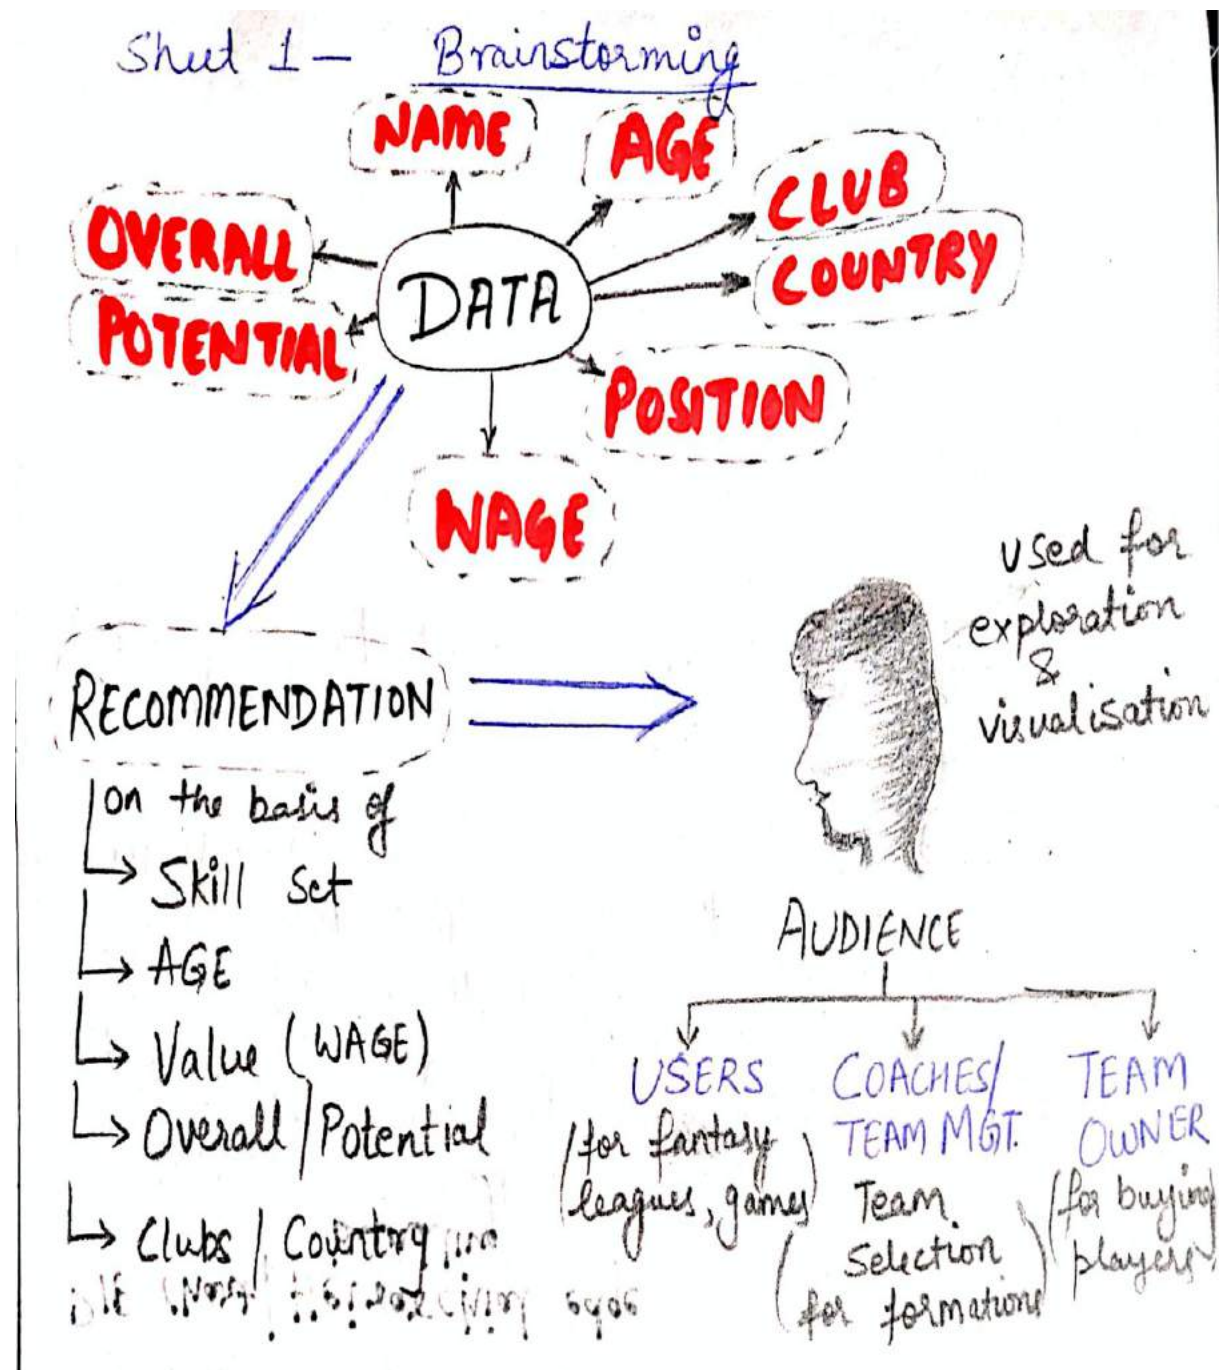 Sheet 1 - Brainstorming
NAME
AGE
CLUB
OVERALL
COUNTRY
DATA
POTENTIAL
POSITION
WAGE
used for
exploration
&
visualisation
RECOMMENDATION
on the basis of
Skill Set
AGE
Value (WAGE)
Overall / Potential
Clubs / Country
AUDIENCE
USERS
(for fantasy
leagues, games)
COACHES/
TEAM MGT.
(Team
Selection
for formations)
TEAM
OWNER
(for buying
players)